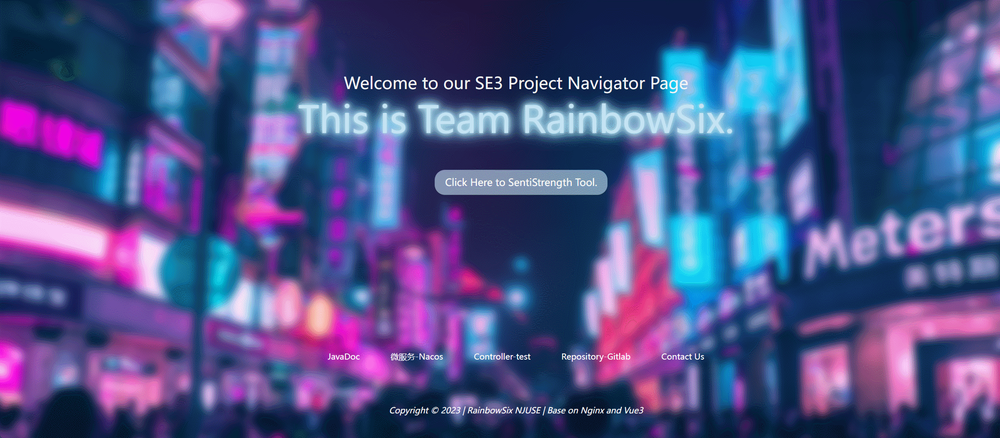 Welcome to our SE3 Project Navigator Page
This is Team RainbowSix.
Click Here to SentiStrength Tool.
Meters
JavaDoc
微服务-Nacos
Controller-test
Repository-Gitlab
Contact Us
Copyright © 2023 | RainbowSix NJUSE | Base on Nginx and Vue3